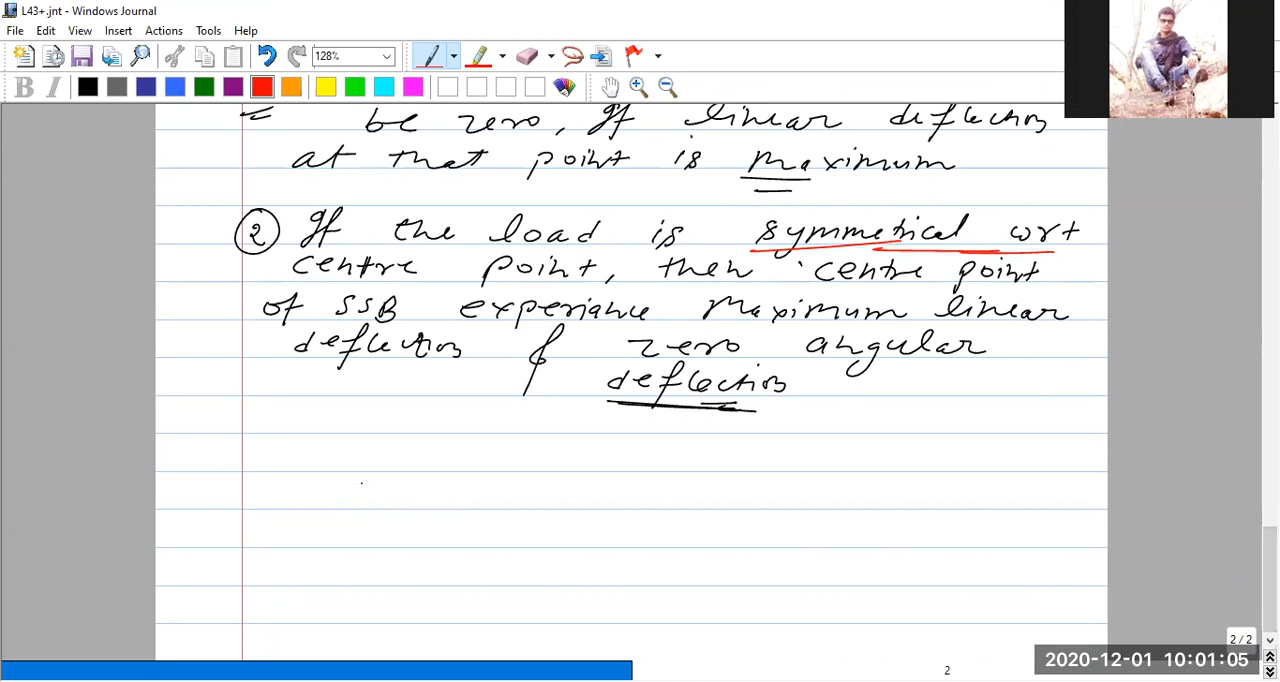 L43+.jnt - Windows Journal
File Edit View Insert Actions Tools Help
128%
B I
be zero, If linear deflection
at that point is maximum
2 If the load is symmetrical wrt
centre point, then centre point
of SSB experiance maximum linear
deflection & zero angular
deflection
2 / 2
2020-12-01 10:01:05
2